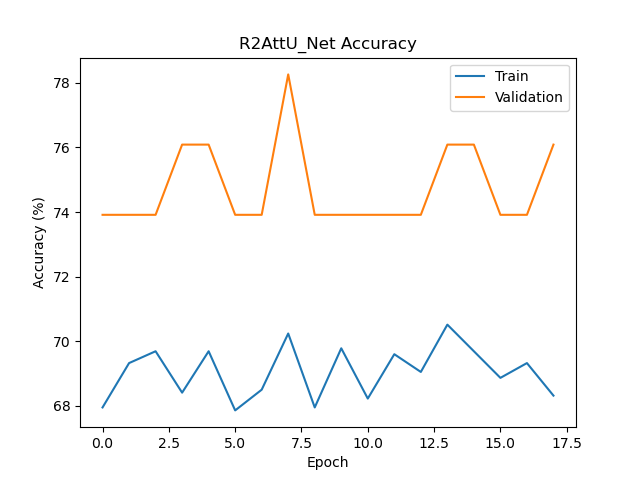 R2AttU_Net Accuracy
Train
Validation
Accuracy (%)
78
76
74
72
70
68
0.0 2.5 5.0 7.5 10.0 12.5 15.0 17.5
Epoch